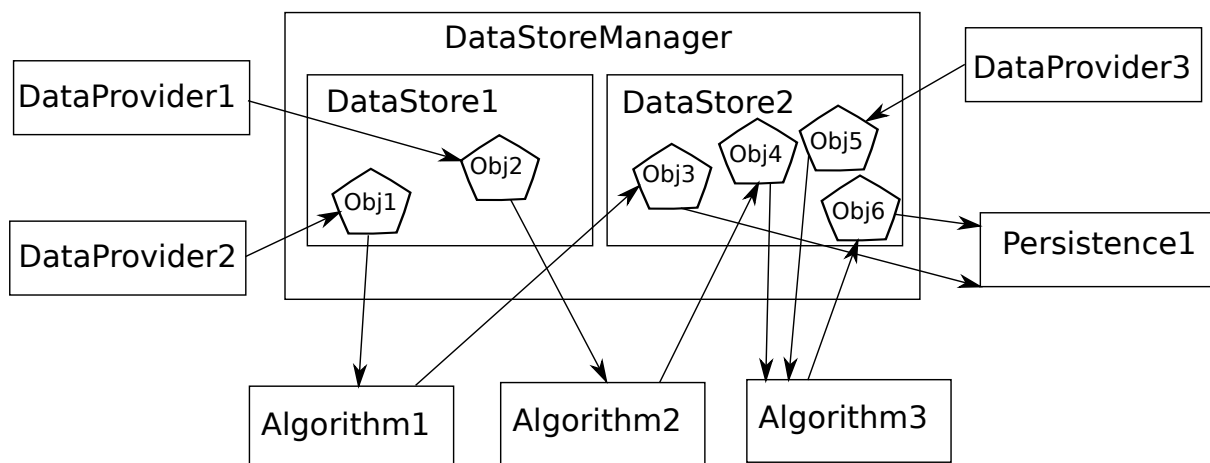 DataStoreManager
DataProvider1
DataProvider3
DataStore1
DataStore2
Obj1
Obj2
Obj3
Obj4
Obj5
Obj6
DataProvider2
Persistence1
Algorithm1
Algorithm2
Algorithm3